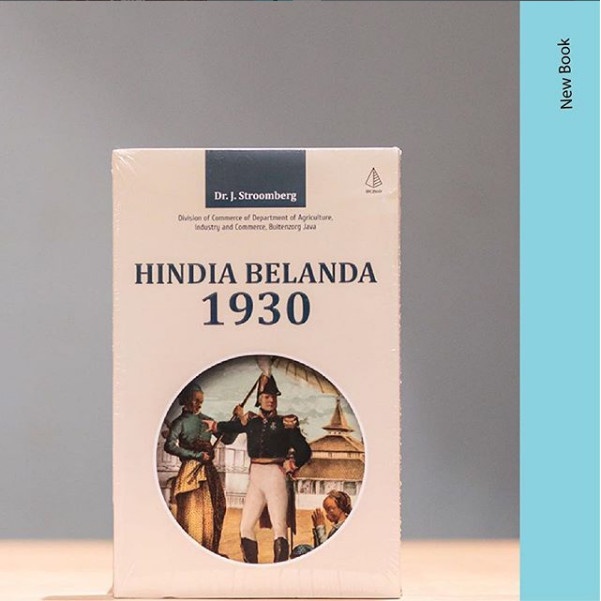 New Book
Dr. J. Stroomberg
Division of Commerce of Department of Agriculture,
Industry and Commerce, Buitenzorg Java
HINDIA BELANDA
1930